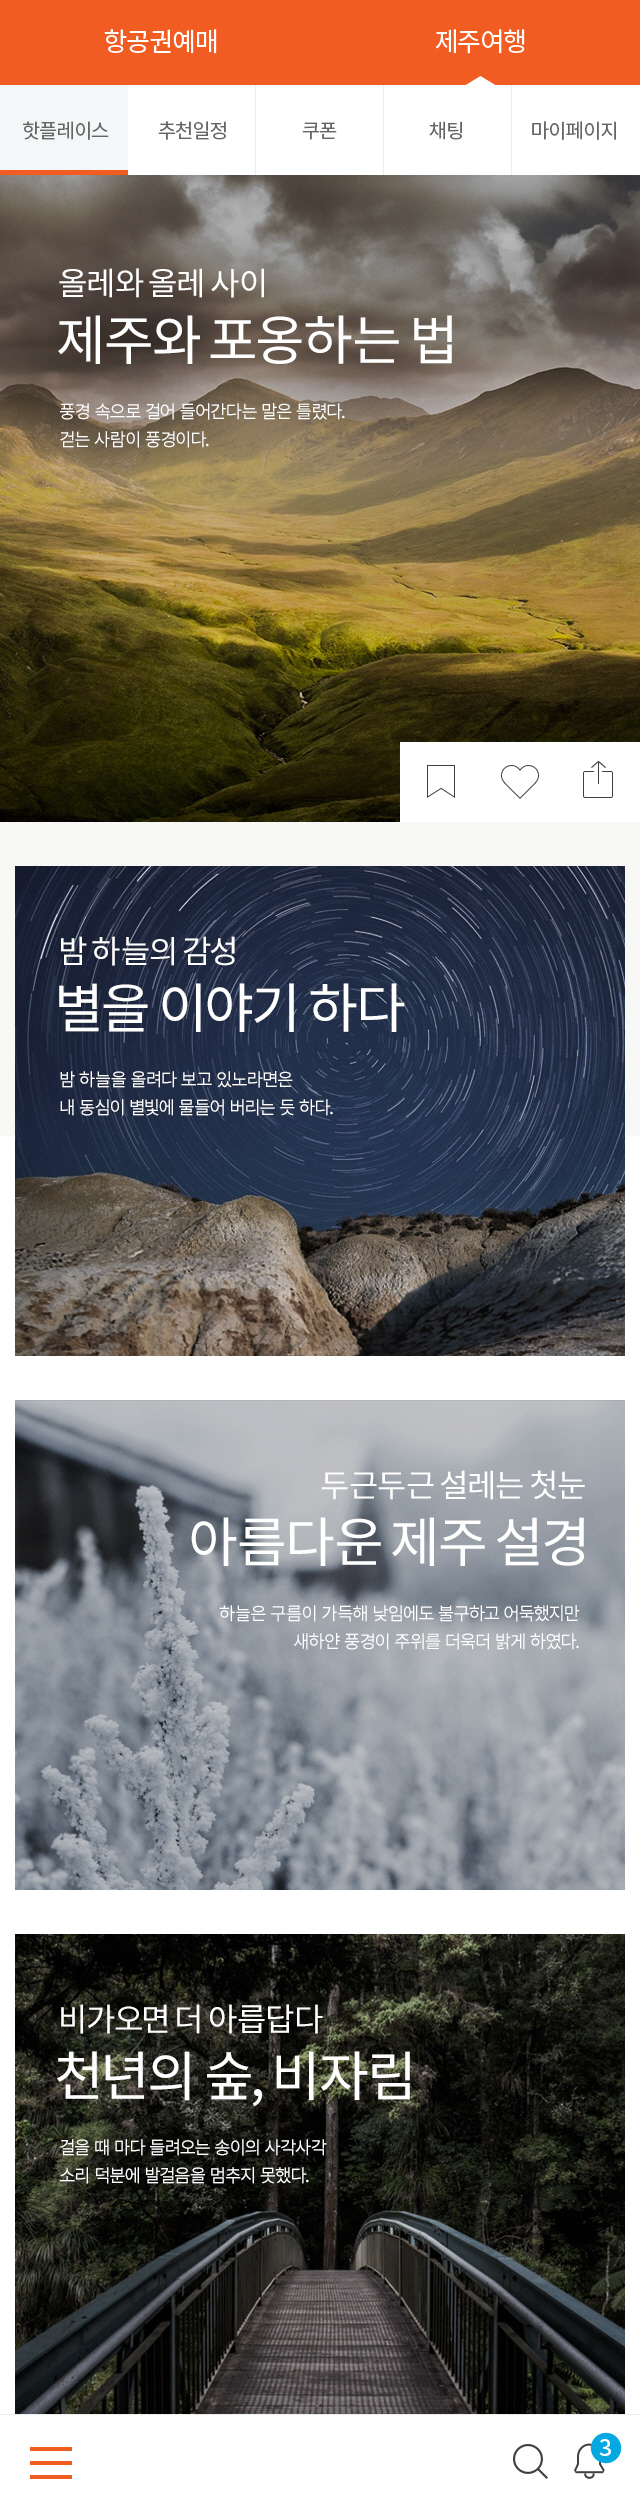 항공권예매
제주여행
핫플레이스
추천일정
쿠폰
채팅
마이페이지
올레와 올레 사이
제주와 포옹하는 법
풍경 속으로 걸어 들어간다는 말은 틀렸다.
걷는 사람이 풍경이다.
밤 하늘의 감성
별을 이야기 하다
밤 하늘을 올려다 보고 있노라면은
내 동심이 별빛에 물들어 버리는 듯 하다.
두근두근 설레는 첫눈
아름다운 제주 설경
하늘은 구름이 가득해 낮임에도 불구하고 어둑했지만
새하얀 풍경이 주위를 더욱더 밝게 하였다.
비가오면 더 아름답다
천년의 숲, 비자림
걸을 때 마다 들려오는 송이의 사각사각
소리 덕분에 발걸음을 멈추지 못했다.
3